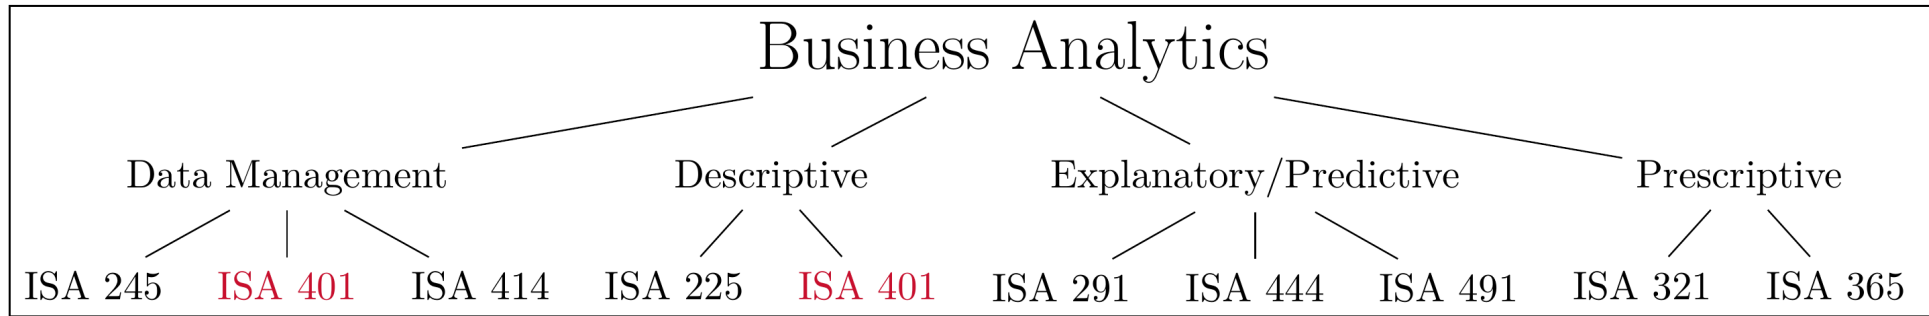 Business Analytics
Data Management Descriptive Explanatory/Predictive Prescriptive
ISA 245 ISA 401 ISA 414 ISA 225 ISA 401 ISA 291 ISA 444 ISA 491 ISA 321 ISA 365